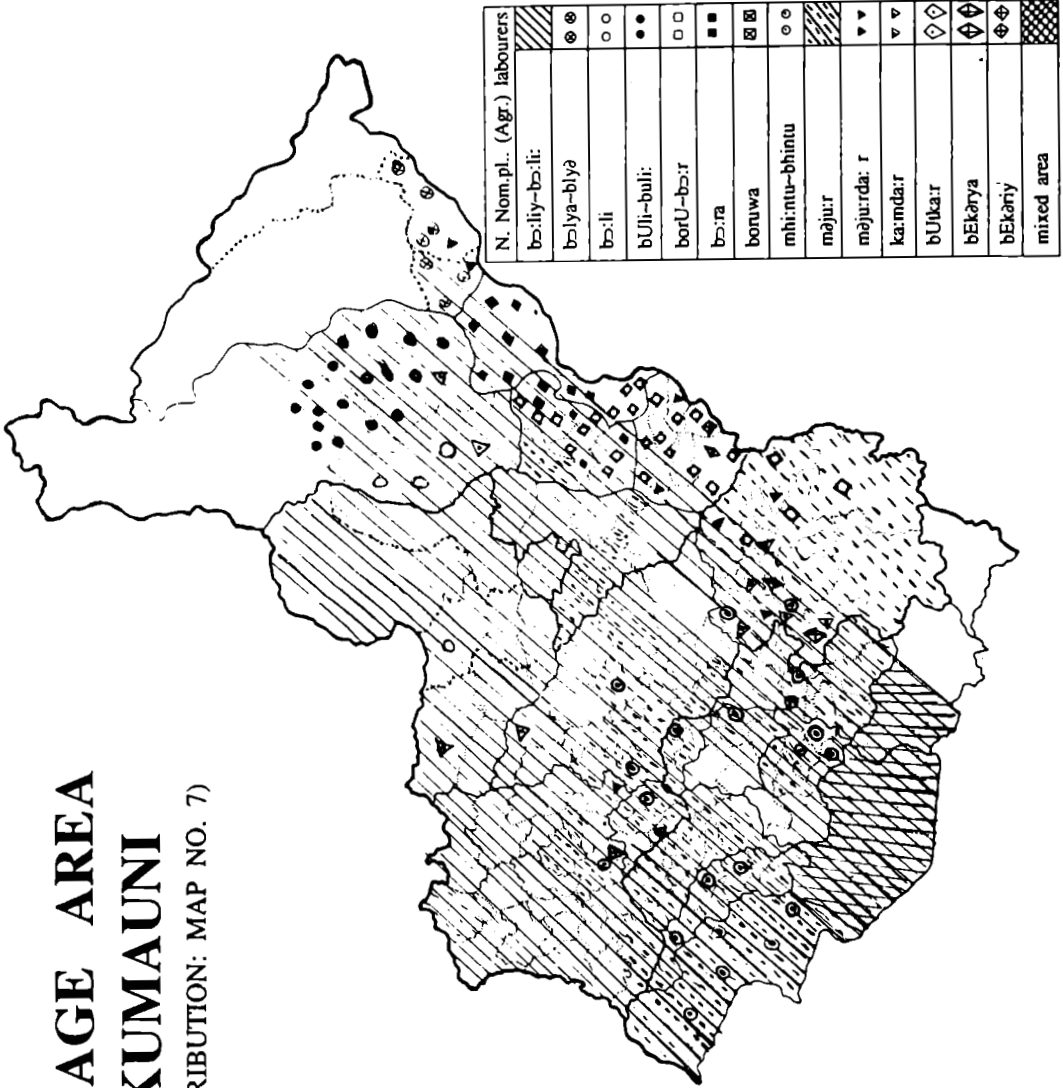 AGE AREA
KUMAUNI
RIBUTION: MAP NO. 7)
N. Nom.pl.. (Agr.) labourers
bɔ:liy~bɔ:li:
bɔlya~blyə
bɔ:li
bUli~buli:
borU~bɔ:r
bɔ:ra
boruwa
mhi:ntu~bhintu
məju:r
məju:rda: r
ka:mda:r
bUtka:r
bEkərya
bEkəriy
mixed area